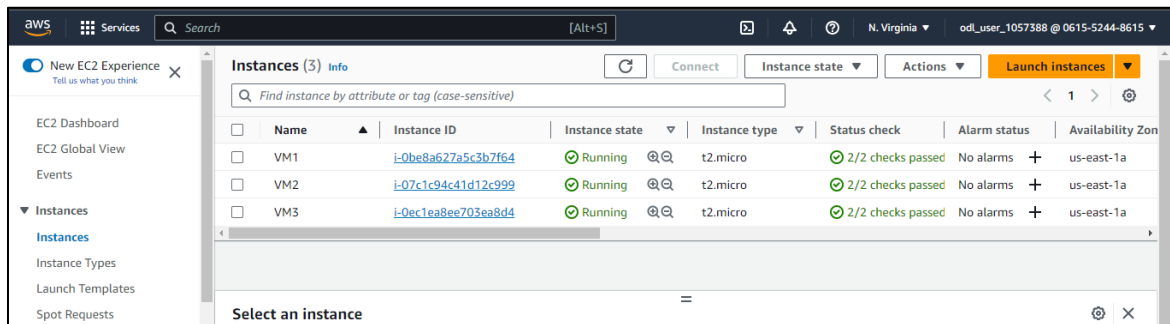 aws Services Search [Alt+S] N. Virginia ▼ odl_user_1057388 @ 0615-5244-8615 ▼
New EC2 Experience
Tell us what you think
EC2 Dashboard
EC2 Global View
Events
▼ Instances
Instances
Instance Types
Launch Templates
Spot Requests
Instances (3) Info Connect Instance state ▼ Actions ▼ Launch instances ▼
Find instance by attribute or tag (case-sensitive) < 1 >
Name ▲ Instance ID Instance state ▽ Instance type ▽ Status check Alarm status Availability Zon
VM1 i-0be8a627a5c3b7f64 Running t2.micro 2/2 checks passed No alarms + us-east-1a
VM2 i-07c1c94c41d12c999 Running t2.micro 2/2 checks passed No alarms + us-east-1a
VM3 i-0ec1ea8ee703ea8d4 Running t2.micro 2/2 checks passed No alarms + us-east-1a
Select an instance